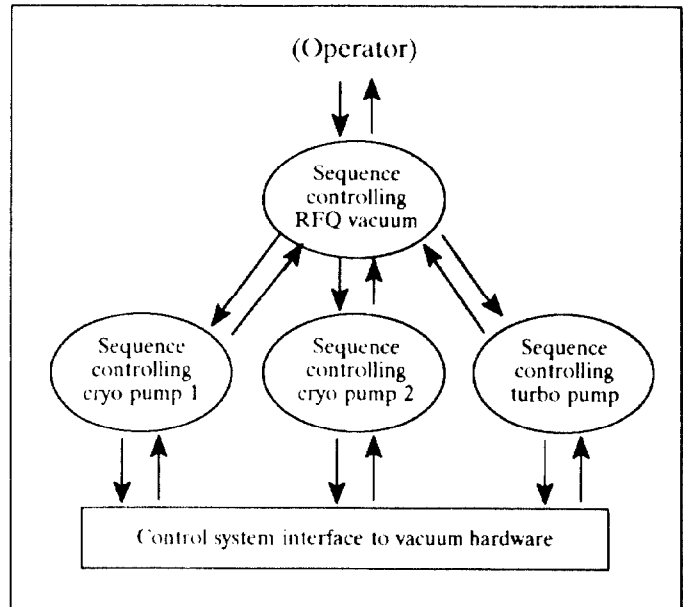 (Operator)
Sequence
controlling
RFQ vacuum
Sequence
controlling
cryo pump 1
Sequence
controlling
cryo pump 2
Sequence
controlling
turbo pump
Control system interface to vacuum hardware